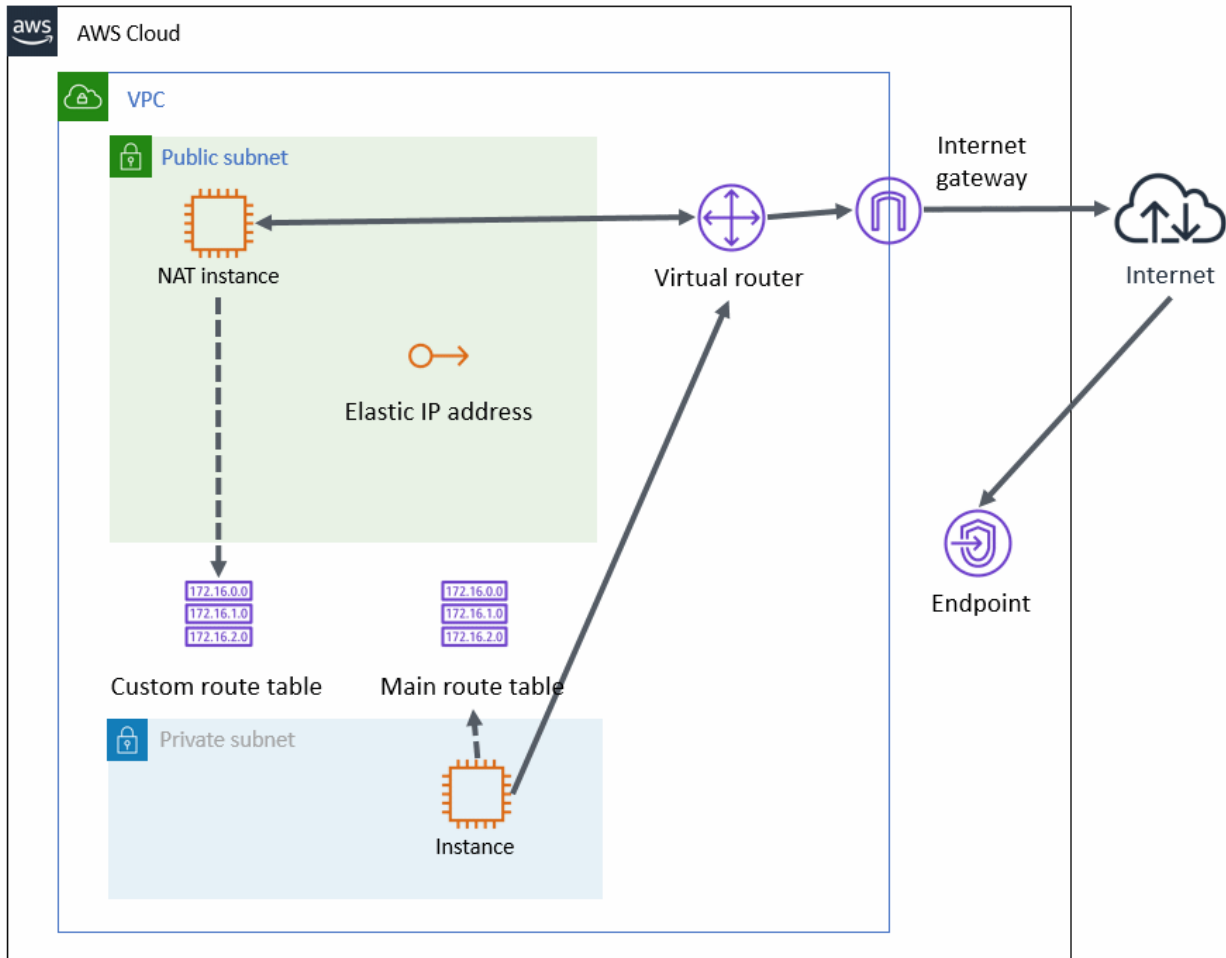 aws
AWS Cloud
VPC
Public subnet
Internet
gateway
NAT instance
Virtual router
Internet
Elastic IP address
172.16.0.0
172.16.1.0
172.16.2.0
172.16.0.0
172.16.1.0
172.16.2.0
Endpoint
Custom route table
Main route table
Private subnet
Instance